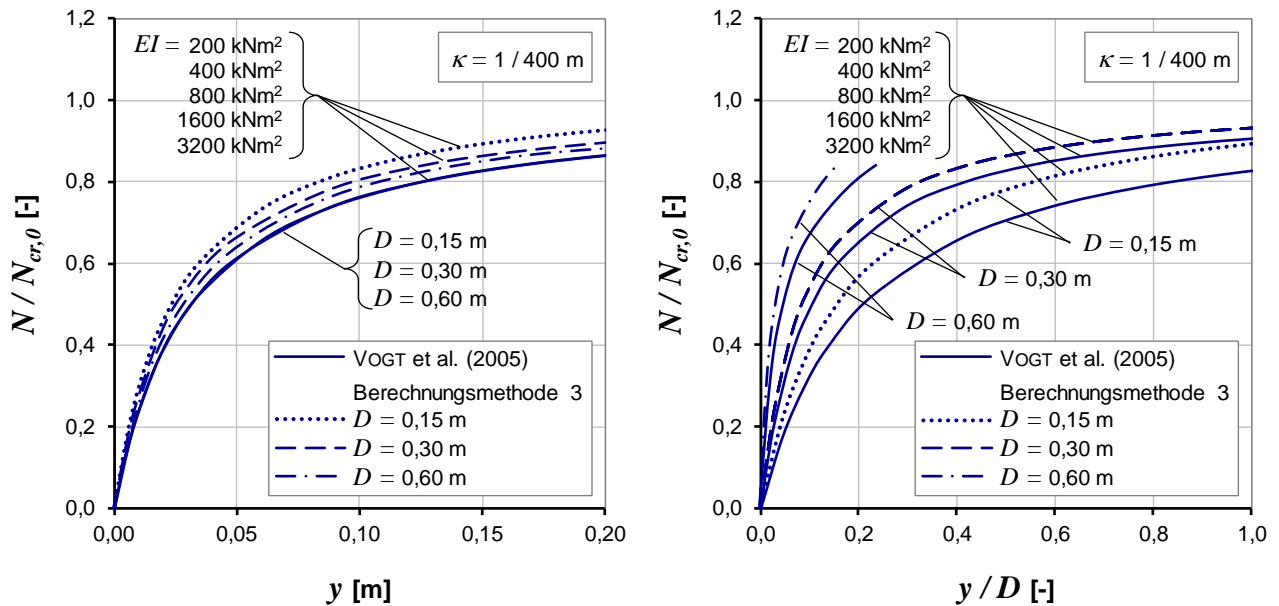 1,2
1,0
0,8
0,6
0,4
0,2
0,0
N / Ncr,0 [-]
EI = 200 kNm²
400 kNm²
800 kNm²
1600 kNm²
3200 kNm²
κ = 1 / 400 m
D = 0,15 m
D = 0,30 m
D = 0,60 m
VOGT et al. (2005)
Berechnungsmethode 3
D = 0,15 m
D = 0,30 m
D = 0,60 m
0,00 0,05 0,10 0,15 0,20
y [m]
1,2
1,0
0,8
0,6
0,4
0,2
0,0
N / Ncr,0 [-]
EI = 200 kNm²
400 kNm²
800 kNm²
1600 kNm²
3200 kNm²
κ = 1 / 400 m
D = 0,15 m
D = 0,30 m
D = 0,60 m
VOGT et al. (2005)
Berechnungsmethode 3
D = 0,15 m
D = 0,30 m
D = 0,60 m
0,0 0,2 0,4 0,6 0,8 1,0
y / D [-]